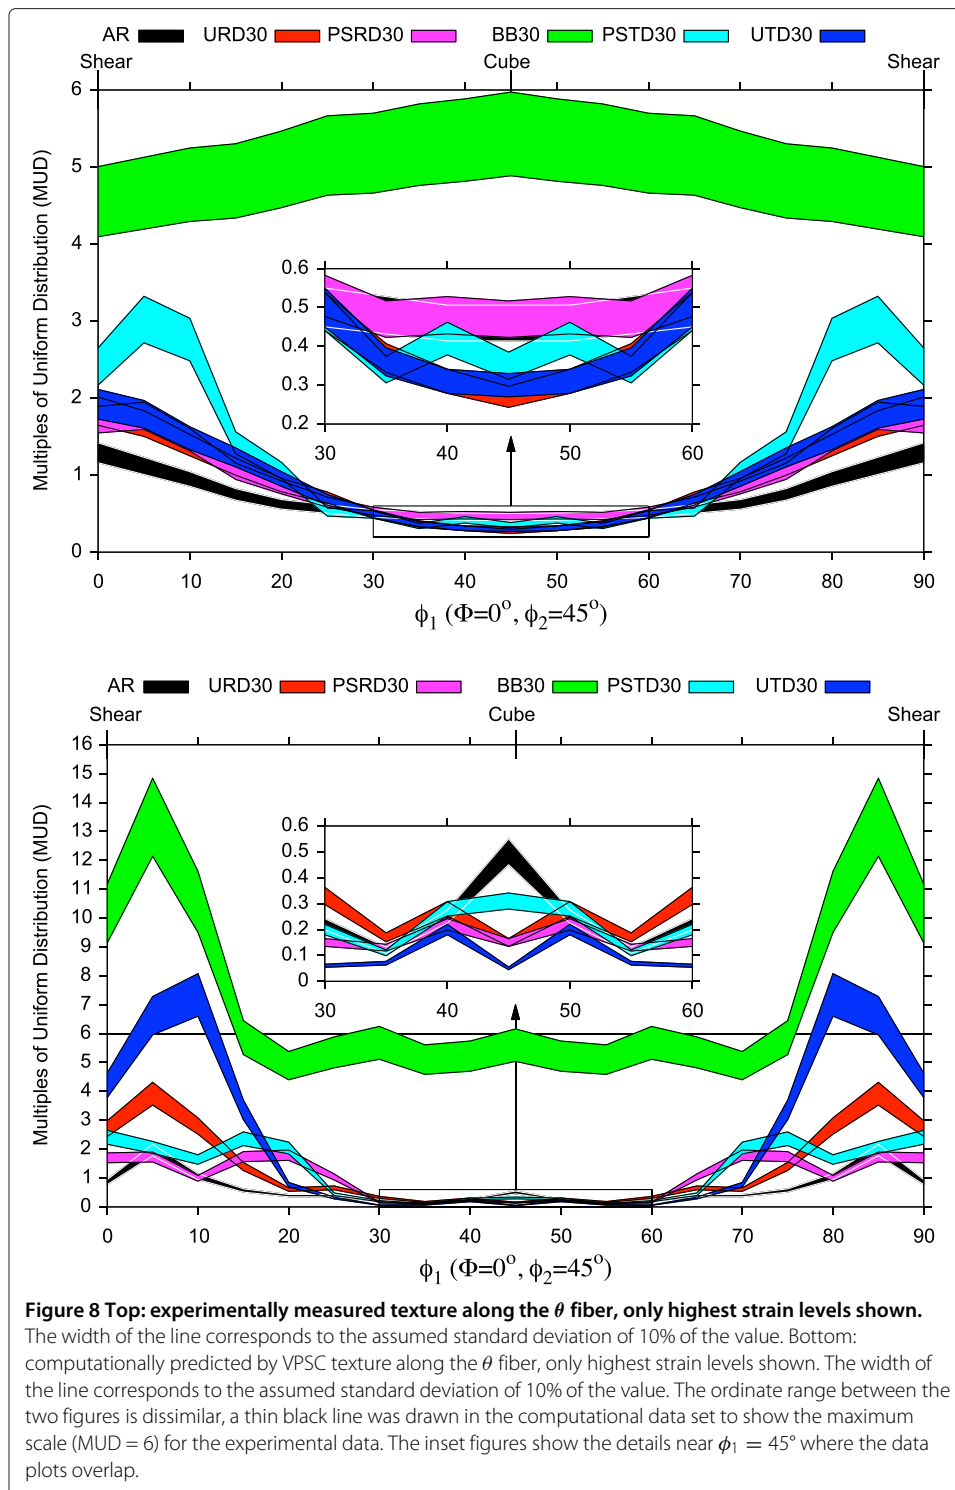 AR URD30 PSRD30 BB30 PSTD30 UTD30
Shear Cube Shear
6
5
4
3
2
1
0
Multiples of Uniform Distribution (MUD)
0.6
0.5
0.4
0.3
0.2
30 40 50 60
0 10 20 30 40 50 60 70 80 90
ϕ1 (Φ=0o, ϕ2=45o)
AR URD30 PSRD30 BB30 PSTD30 UTD30
Shear Cube Shear
16
15
14
13
12
11
10
9
8
7
6
5
4
3
2
1
0
Multiples of Uniform Distribution (MUD)
0.6
0.5
0.4
0.3
0.2
0.1
0
30 40 50 60
0 10 20 30 40 50 60 70 80 90
ϕ1 (Φ=0o, ϕ2=45o)
Figure 8 Top: experimentally measured texture along the θ fiber, only highest strain levels shown.
The width of the line corresponds to the assumed standard deviation of 10% of the value. Bottom:
computationally predicted by VPSC texture along the θ fiber, only highest strain levels shown. The width of
the line corresponds to the assumed standard deviation of 10% of the value. The ordinate range between the
two figures is dissimilar, a thin black line was drawn in the computational data set to show the maximum
scale (MUD = 6) for the experimental data. The inset figures show the details near ϕ1 = 45° where the data
plots overlap.